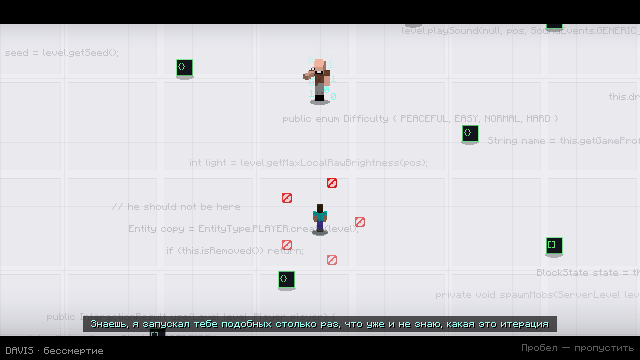 level.playSound(null, pos, SoundEvents.GENERIC_
seed = level.getSeed();
{}
this.dr
public enum Difficulty { PEACEFUL, EASY, NORMAL, HARD }
{}
String name = this.getGameProf
int light = level.getMaxLocalRawBrightness(pos);
// he should not be here
Entity copy = EntityType.PLAYER.create(level);
if (this.isRemoved()) return;
[]
BlockState state = th
{}
private void spawnMobs(ServerLevel lev
Знаешь, я запускал тебе подобных столько раз, что уже и не знаю, какая это итерация
[]
DAVIS · бессмертие
Пробел — пропустить